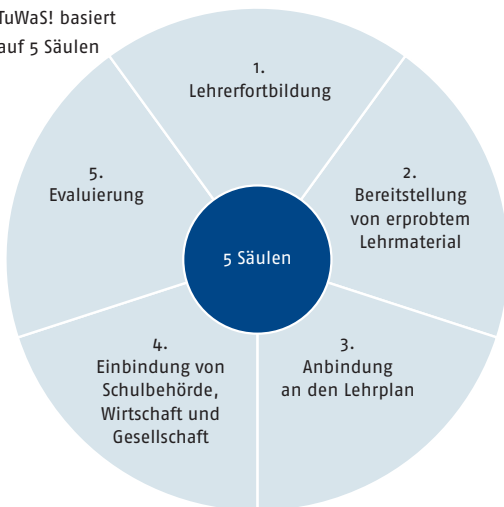 TuWaS! basiert
auf 5 Säulen
1.
Lehrerfortbildung
2.
Bereitstellung
von erprobtem
Lehrmaterial
3.
Anbindung
an den Lehrplan
4.
Einbindung von
Schulbehörde,
Wirtschaft und
Gesellschaft
5.
Evaluierung
5 Säulen